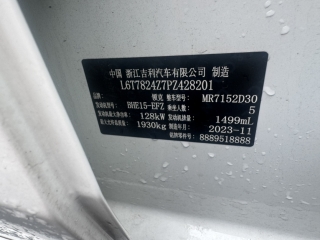 中国 浙江吉利汽车有限公司 制造
L6T7824Z7PZ428201
品牌: 领克 整车型号: MR7152D30
发动机型号: BHE15-EFZ 乘坐人数: 5
发动机最大净功率: 128kW 发动机排量: 1499mL
最大允许总质量: 1930kg 制造年月: 2023-11
8889518888